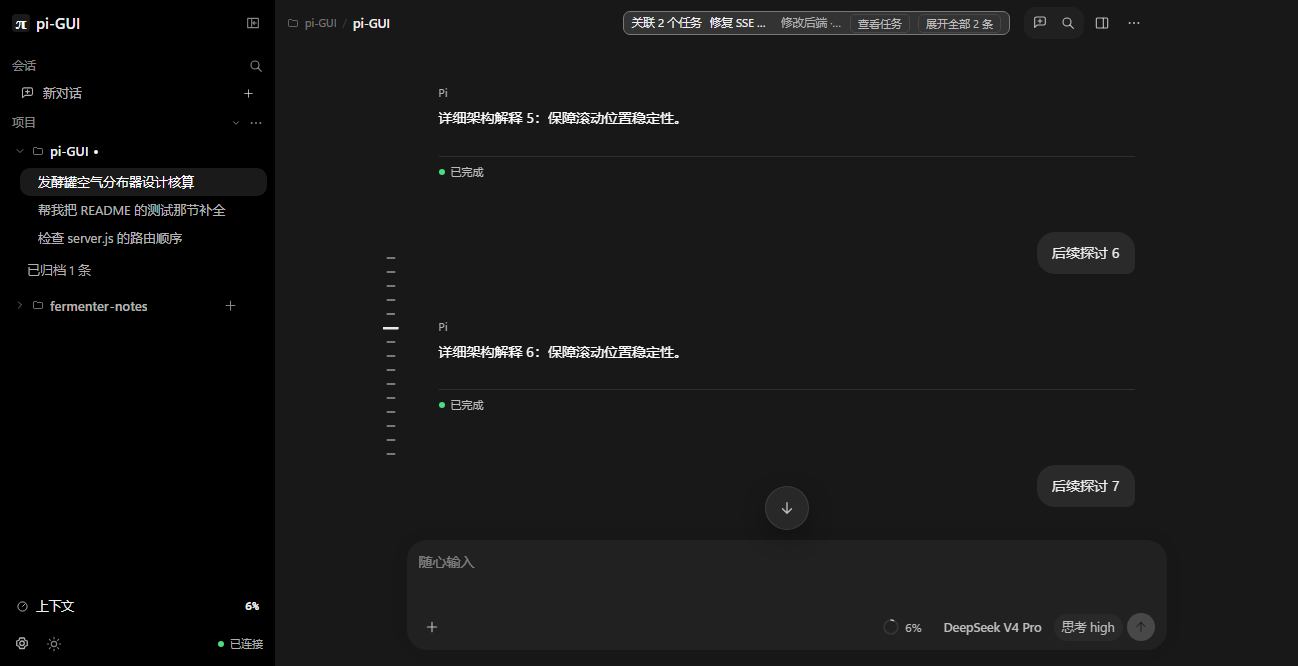 π pi-GUI
会话
新对话 +
项目
pi-GUI •
发酵罐空气分布器设计核算
帮我把 README 的测试那节补全
检查 server.js 的路由顺序
已归档 1 条
fermenter-notes +
上下文 6%
已连接
pi-GUI / pi-GUI
关联 2 个任务 修复 SSE ... 修改后端 ·... 查看任务 展开全部 2 条
Pi
详细架构解释 5：保障滚动位置稳定性。
已完成
后续探讨 6
Pi
详细架构解释 6：保障滚动位置稳定性。
已完成
后续探讨 7
随心输入
+ 6% DeepSeek V4 Pro 思考 high